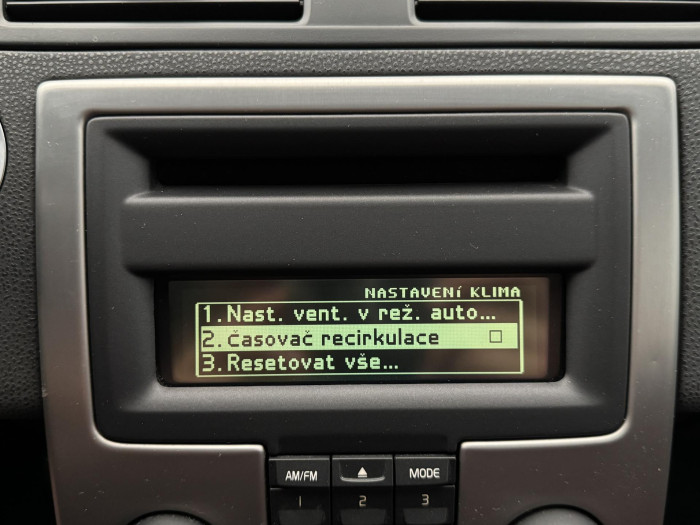 NASTAVENÍ KLIMA
1.Nast. vent. v rež. auto...
2.Časovač recirkulace
3.Resetovat vše...
AM/FM
MODE
1
2
3